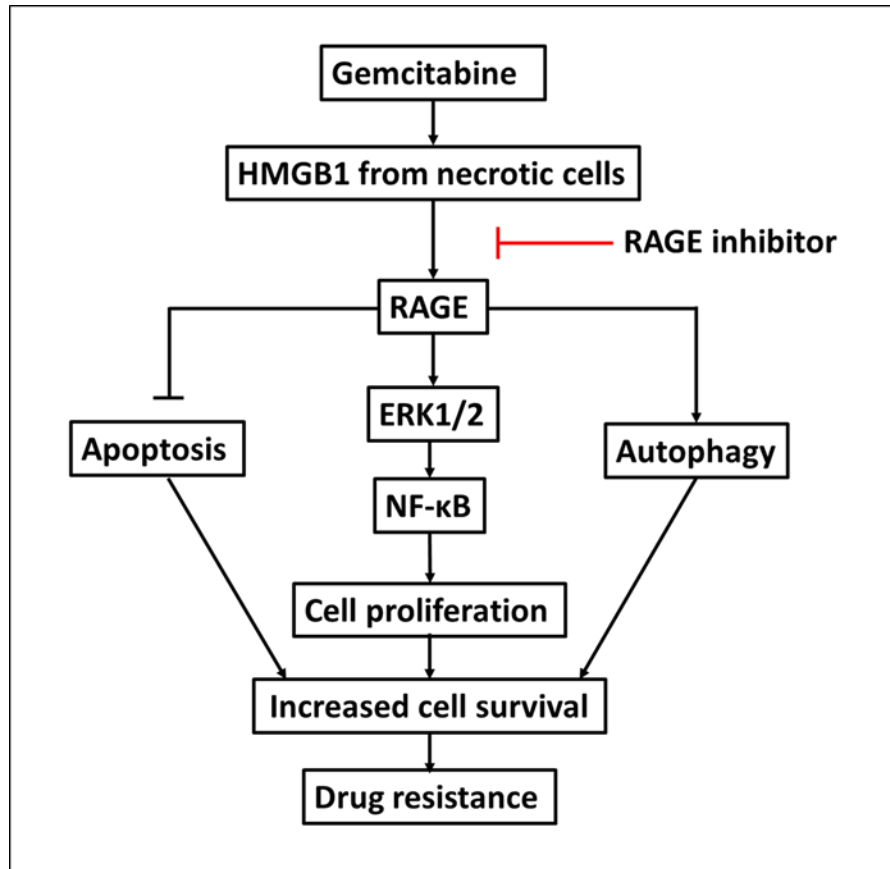 Gemcitabine
HMGB1 from necrotic cells
RAGE inhibitor
RAGE
ERK1/2
Apoptosis
Autophagy
NF-κB
Cell proliferation
Increased cell survival
Drug resistance